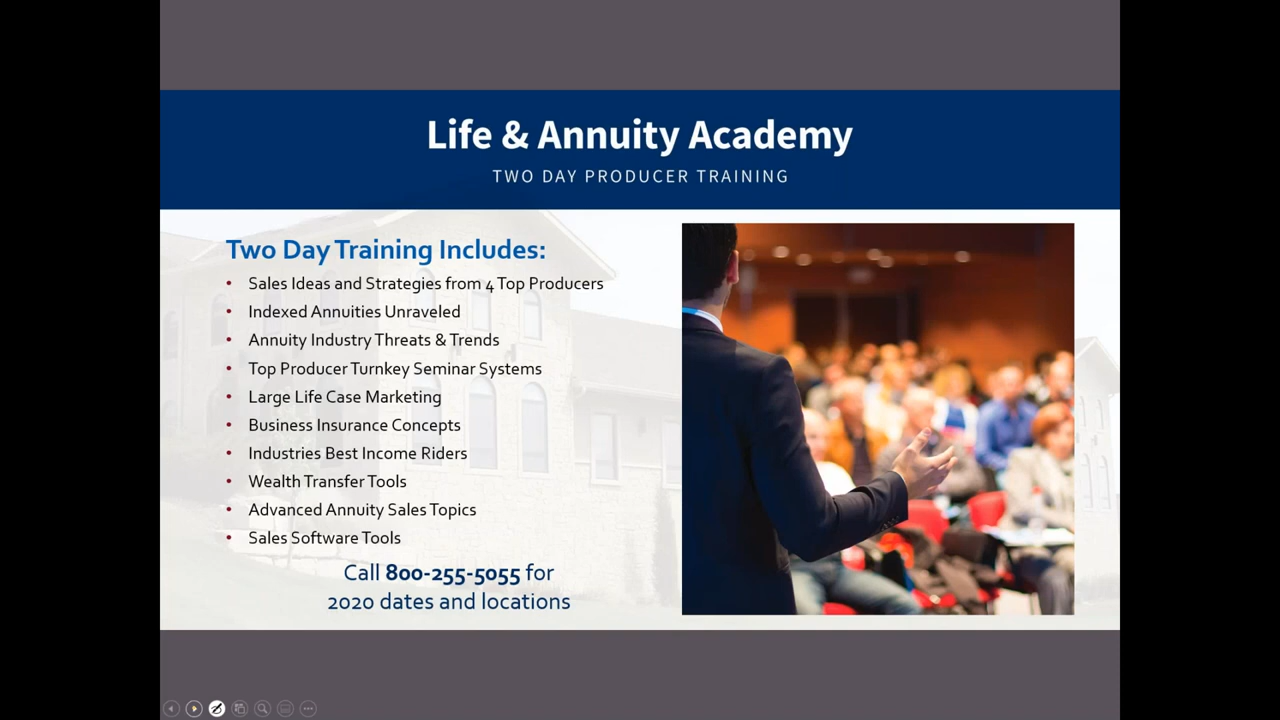 Life & Annuity Academy
TWO DAY PRODUCER TRAINING
Two Day Training Includes:
• Sales Ideas and Strategies from 4 Top Producers
• Indexed Annuities Unraveled
• Annuity Industry Threats & Trends
• Top Producer Turnkey Seminar Systems
• Large Life Case Marketing
• Business Insurance Concepts
• Industries Best Income Riders
• Wealth Transfer Tools
• Advanced Annuity Sales Topics
• Sales Software Tools
Call 800-255-5055 for
2020 dates and locations